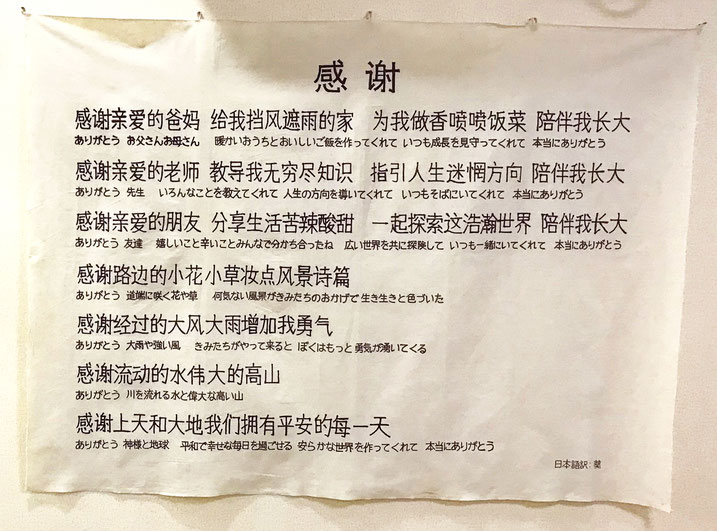 感谢
感谢亲爱的爸妈 给我挡风遮雨的家 为我做香喷喷饭菜 陪伴我长大
ありがとう お父さんお母さん 暖かいおうちとおいしいご飯を作ってくれて いつも成長を見守ってくれて 本当にありがとう
感谢亲爱的老师 教导我无穷尽知识 指引人生迷惘方向 陪伴我长大
ありがとう 先生 いろんなことを教えてくれて 人生の方向を導いてくれて いつもそばにいてくれて 本当にありがとう
感谢亲爱的朋友 分享生活苦辣酸甜 一起探索这浩瀚世界 陪伴我长大
ありがとう 友達 嬉しいこと辛いことみんなで分かち合ったね 広い世界を共に探険して いつも一緒にいてくれて 本当にありがとう
感谢路边的小花小草妆点风景诗篇
ありがとう 道端に咲く花や草 何気ない風景がきみたちのおかげで生き生きと色づいた
感谢经过的大风大雨增加我勇气
ありがとう 大雨や強い風 きみたちがやって来ると ぼくはもっと勇気が湧いてくる
感谢流动的水伟大的高山
ありがとう 川を流れる水と偉大な高い山
感谢上天和大地我们拥有平安的每一天
ありがとう 神様と地球 平和で幸せな毎日を過ごせる 安らかな世界を作ってくれて 本当にありがとう
日本語訳: